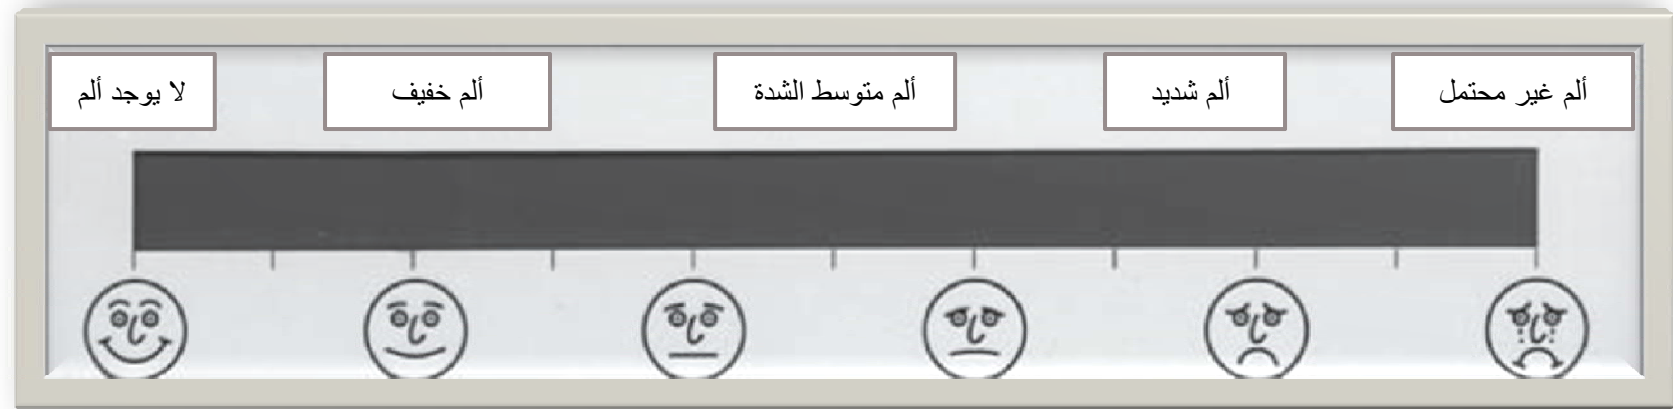 لا يوجد ألم
ألم خفيف
ألم متوسط الشدة
ألم شديد
ألم غير محتمل